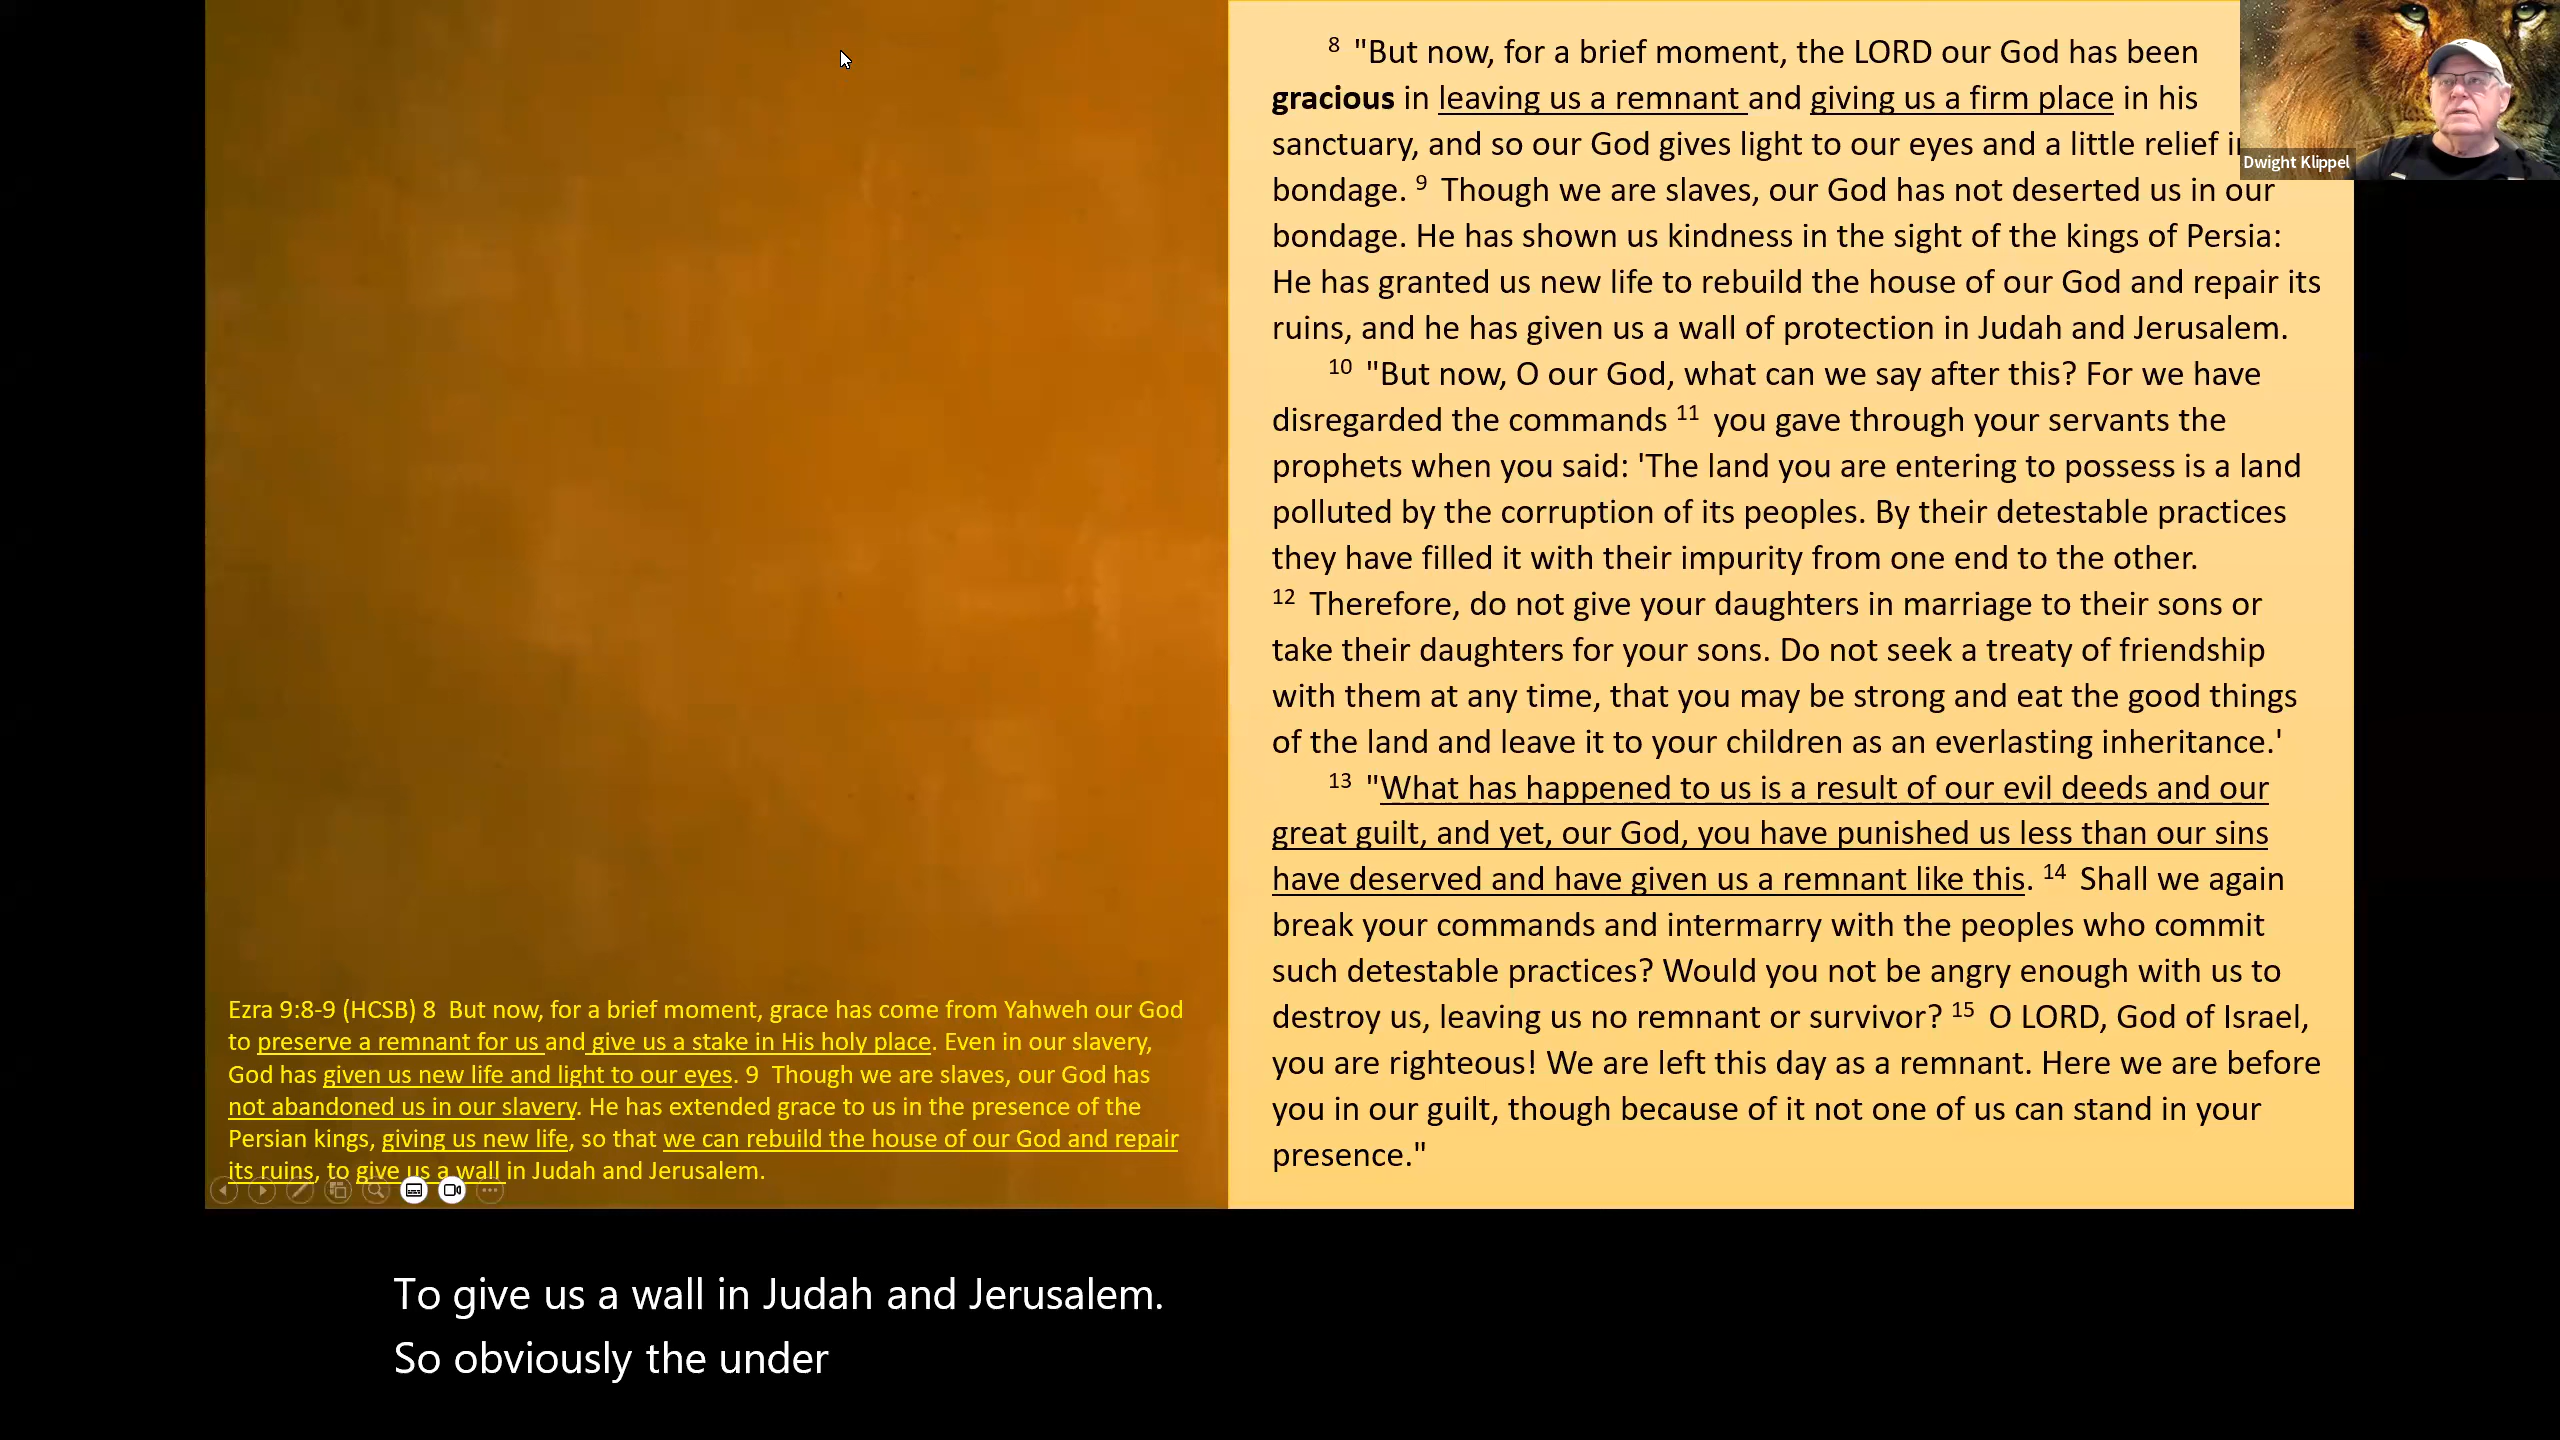 8 "But now, for a brief moment, the LORD our God has been
gracious in leaving us a remnant and giving us a firm place in his
sanctuary, and so our God gives light to our eyes and a little relief
bondage. 9 Though we are slaves, our God has not deserted us in our
bondage. He has shown us kindness in the sight of the kings of Persia:
He has granted us new life to rebuild the house of our God and repair its
ruins, and he has given us a wall of protection in Judah and Jerusalem.
10 "But now, O our God, what can we say after this? For we have
disregarded the commands 11 you gave through your servants the
prophets when you said: 'The land you are entering to possess is a land
polluted by the corruption of its peoples. By their detestable practices
they have filled it with their impurity from one end to the other.
12 Therefore, do not give your daughters in marriage to their sons or
take their daughters for your sons. Do not seek a treaty of friendship
with them at any time, that you may be strong and eat the good things
of the land and leave it to your children as an everlasting inheritance.'
13 "What has happened to us is a result of our evil deeds and our
great guilt, and yet, our God, you have punished us less than our sins
have deserved and have given us a remnant like this. 14 Shall we again
break your commands and intermarry with the peoples who commit
such detestable practices? Would you not be angry enough with us to
destroy us, leaving us no remnant or survivor? 15 O LORD, God of Israel,
you are righteous! We are left this day as a remnant. Here we are before
you in our guilt, though because of it not one of us can stand in your
presence."
Dwight Klippel
Ezra 9:8-9 (HCSB) 8 But now, for a brief moment, grace has come from Yahweh our God
to preserve a remnant for us and give us a stake in His holy place. Even in our slavery,
God has given us new life and light to our eyes. 9 Though we are slaves, our God has
not abandoned us in our slavery. He has extended grace to us in the presence of the
Persian kings, giving us new life, so that we can rebuild the house of our God and repair
its ruins, to give us a wall in Judah and Jerusalem.
To give us a wall in Judah and Jerusalem.
So obviously the under